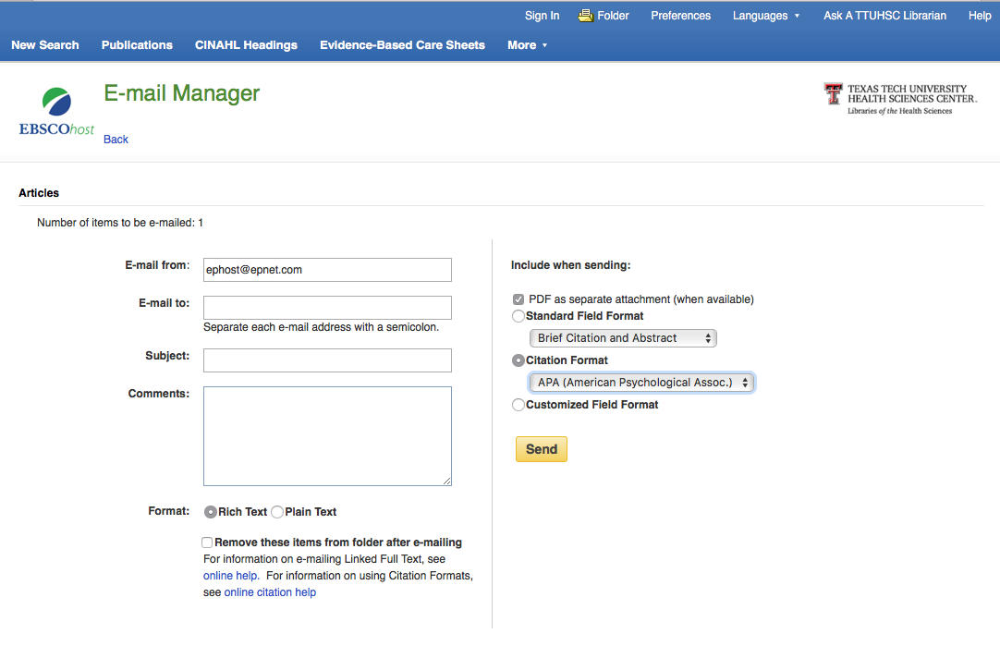 Sign In Folder Preferences Languages Ask A TTUHSC Librarian Help
New Search Publications CINAHL Headings Evidence-Based Care Sheets More
E-mail Manager
EBSCOhost
Back
TEXAS TECH UNIVERSITY
HEALTH SCIENCES CENTER.
Libraries of the Health Sciences
Articles
Number of items to be e-mailed: 1
E-mail from: ephost@epnet.com
E-mail to:
Separate each e-mail address with a semicolon.
Subject:
Comments:
Format: Rich Text Plain Text
Remove these items from folder after e-mailing
For information on e-mailing Linked Full Text, see
online help. For information on using Citation Formats,
see online citation help
Include when sending:
PDF as separate attachment (when available)
Standard Field Format
Brief Citation and Abstract
Citation Format
APA (American Psychological Assoc.)
Customized Field Format
Send